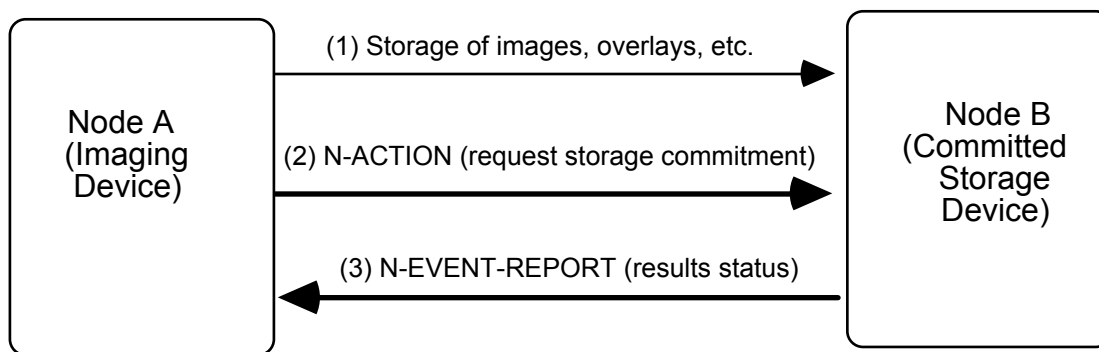 (1) Storage of images, overlays, etc.
Node A
(Imaging
Device)
Node B
(Committed
Storage
Device)
(2) N-ACTION (request storage commitment)
(3) N-EVENT-REPORT (results status)